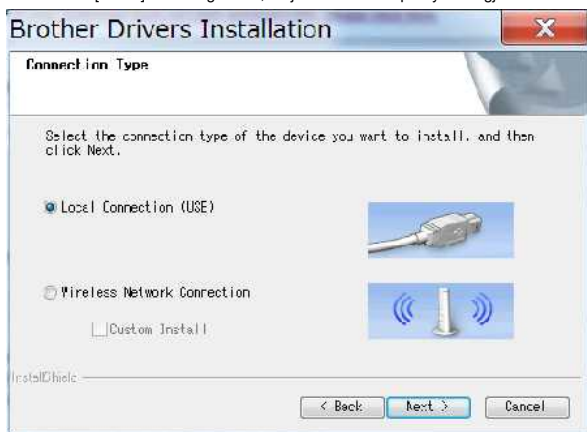 Brother Drivers Installation
Connection Type
Select the connection type of the device you want to install, and then
click Next.
Local Connection (USB)
Wireless Network Connection
Custom Install
InstallShield
< Back
Next >
Cancel